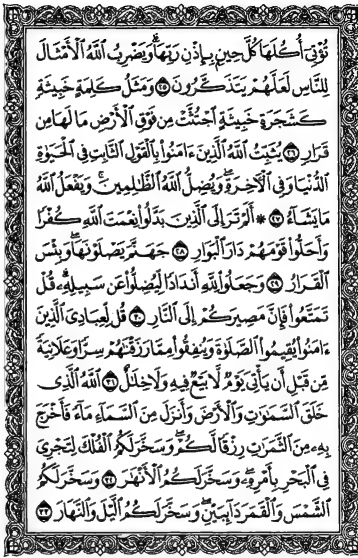 تُؤْتِىٓ أُكُلَهَا كُلَّ حِينٍۭ بِإِذْنِ رَبِّهَا ۗ وَيَضْرِبُ ٱللَّهُ ٱلْأَمْثَالَ
لِلنَّاسِ لَعَلَّهُمْ يَتَذَكَّرُونَ ٢٥ وَمَثَلُ كَلِمَةٍ خَبِيثَةٍ
كَشَجَرَةٍ خَبِيثَةٍ ٱجْتُثَّتْ مِن فَوْقِ ٱلْأَرْضِ مَا لَهَا مِن
قَرَارٍ ٢٦ يُثَبِّتُ ٱللَّهُ ٱلَّذِينَ ءَامَنُوا۟ بِٱلْقَوْلِ ٱلثَّابِتِ فِى ٱلْحَيَوٰةِ
ٱلدُّنْيَا وَفِى ٱلْءَاخِرَةِ ۖ وَيُضِلُّ ٱللَّهُ ٱلظَّٰلِمِينَ ۚ وَيَفْعَلُ ٱللَّهُ
مَا يَشَآءُ ٢٧ ۞ أَلَمْ تَرَ إِلَى ٱلَّذِينَ بَدَّلُوا۟ نِعْمَتَ ٱللَّهِ كُفْرًا
وَأَحَلُّوا۟ قَوْمَهُمْ دَارَ ٱلْبَوَارِ ٢٨ جَهَنَّمَ يَصْلَوْنَهَا ۖ وَبِئْسَ
ٱلْقَرَارُ ٢٩ وَجَعَلُوا۟ لِلَّهِ أَندَادًا لِّيُضِلُّوا۟ عَن سَبِيلِهِۦ ۗ قُلْ
تَمَتَّعُوا۟ فَإِنَّ مَصِيرَكُمْ إِلَى ٱلنَّارِ ٣٠ قُل لِّعِبَادِىَ ٱلَّذِينَ
ءَامَنُوا۟ يُقِيمُوا۟ ٱلصَّلَوٰةَ وَيُنفِقُوا۟ مِمَّا رَزَقْنَٰهُمْ سِرًّا وَعَلَانِيَةً
مِّن قَبْلِ أَن يَأْتِىَ يَوْمٌ لَّا بَيْعٌ فِيهِ وَلَا خِلَٰلٌ ٣١ ٱللَّهُ ٱلَّذِى
خَلَقَ ٱلسَّمَٰوَٰتِ وَٱلْأَرْضَ وَأَنزَلَ مِنَ ٱلسَّمَآءِ مَآءً فَأَخْرَجَ
بِهِۦ مِنَ ٱلثَّمَرَٰتِ رِزْقًا لَّكُمْ ۖ وَسَخَّرَ لَكُمُ ٱلْفُلْكَ لِتَجْرِىَ
فِى ٱلْبَحْرِ بِأَمْرِهِۦ ۖ وَسَخَّرَ لَكُمُ ٱلْأَنْهَٰرَ ٣٢ وَسَخَّرَ لَكُمُ
ٱلشَّمْسَ وَٱلْقَمَرَ دَآئِبَيْنِ ۖ وَسَخَّرَ لَكُمُ ٱلَّيْلَ وَٱلنَّهَارَ ٣٣